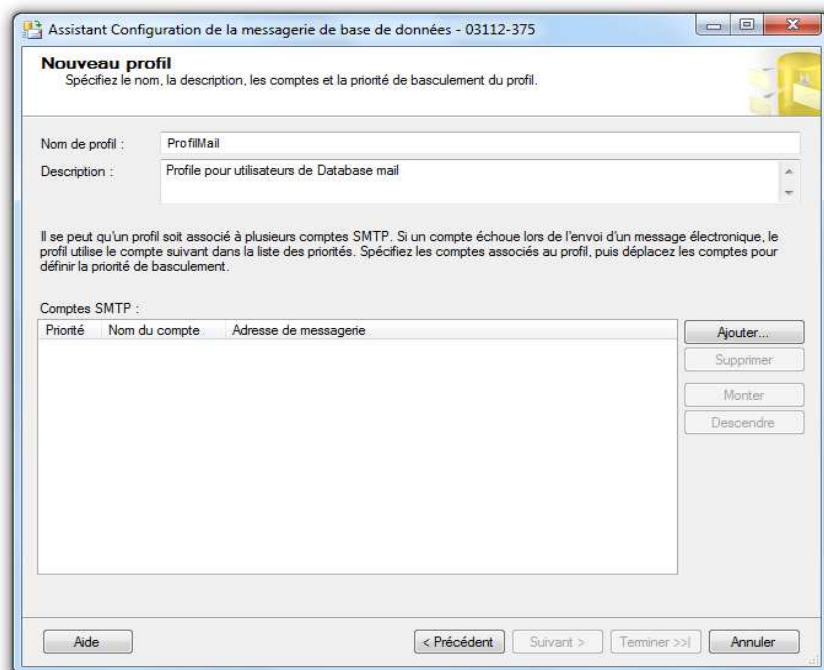 Assistant Configuration de la messagerie de base de données - 03112-375
Nouveau profil
Spécifiez le nom, la description, les comptes et la priorité de basculement du profil.
Nom de profil : ProfilMail
Description : Profile pour utilisateurs de Database mail
Il se peut qu'un profil soit associé à plusieurs comptes SMTP. Si un compte échoue lors de l'envoi d'un message électronique, le
profil utilise le compte suivant dans la liste des priorités. Spécifiez les comptes associés au profil, puis déplacez les comptes pour
définir la priorité de basculement.
Comptes SMTP :
Priorité Nom du compte Adresse de messagerie
Ajouter...
Supprimer
Monter
Descendre
Aide < Précédent Suivant > Terminer >>| Annuler